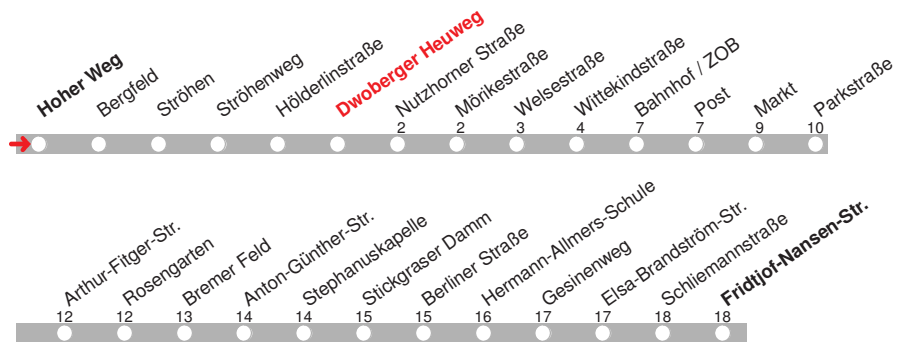 Hoher Weg
Bergfeld
Ströhen
Ströhenweg
Hölderlinstraße
Dwoberger Heuweg
Nutzhorner Straße
Mörikestraße
Welsestraße
Wittekindstraße
Bahnhof / ZOB
Post
Markt
Parkstraße
2 2 3 4 7 7 9 10
Arthur-Fitger-Str.
Rosengarten
Bremer Feld
Anton-Günther-Str.
Stephanuskapelle
Stickgraser Damm
Berliner Straße
Hermann-Allmers-Schule
Gesinenweg
Elsa-Brandström-Str.
Schliemannstraße
Fridtjof-Nansen-Str.
12 12 13 14 14 15 15 16 17 17 18 18